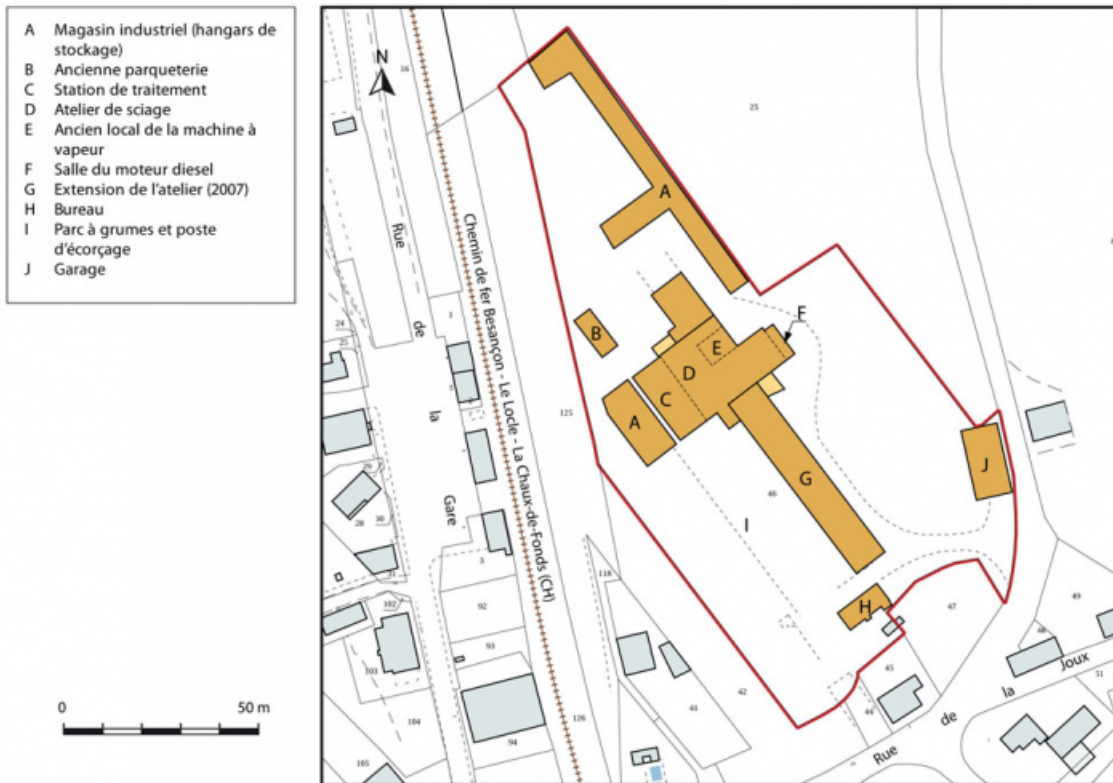 A Magasin industriel (hangars de
stockage)
B Ancienne parqueterie
C Station de traitement
D Atelier de sciage
E Ancien local de la machine à
vapeur
F Salle du moteur diesel
G Extension de l'atelier (2007)
H Bureau
I Parc à grumes et poste
d'écorçage
J Garage
0 50 m
N
16
25
A
Rue de la Gare
Chemin de fer Besançon - Le Locle - La Chaux-de-Fonds (CH)
F
B
E
D
C
A
24
25
1
1
125
J
G
46
29
30
28
I
31
3
118
102
H
47
49
92
48
Joux
93
103
45
51
42
41
44
la
de
Rue
104
94
126
105